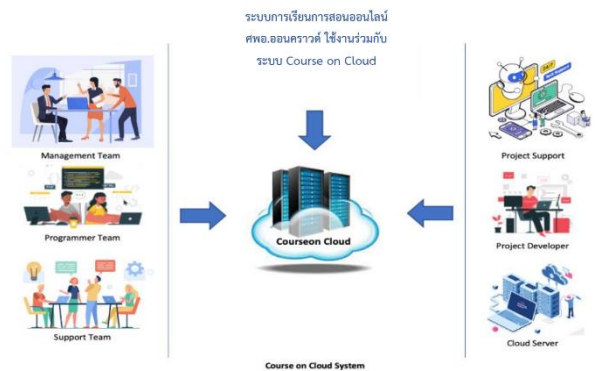 ระบบการเรียนการสอนออนไลน์
ศพอ.ออนคราวด์ ใช้งานร่วมกับ
ระบบ Course on Cloud
Management Team
Project Support
Programmer Team
Courseon Cloud
Project Developer
Support Team
Cloud Server
Course on Cloud System